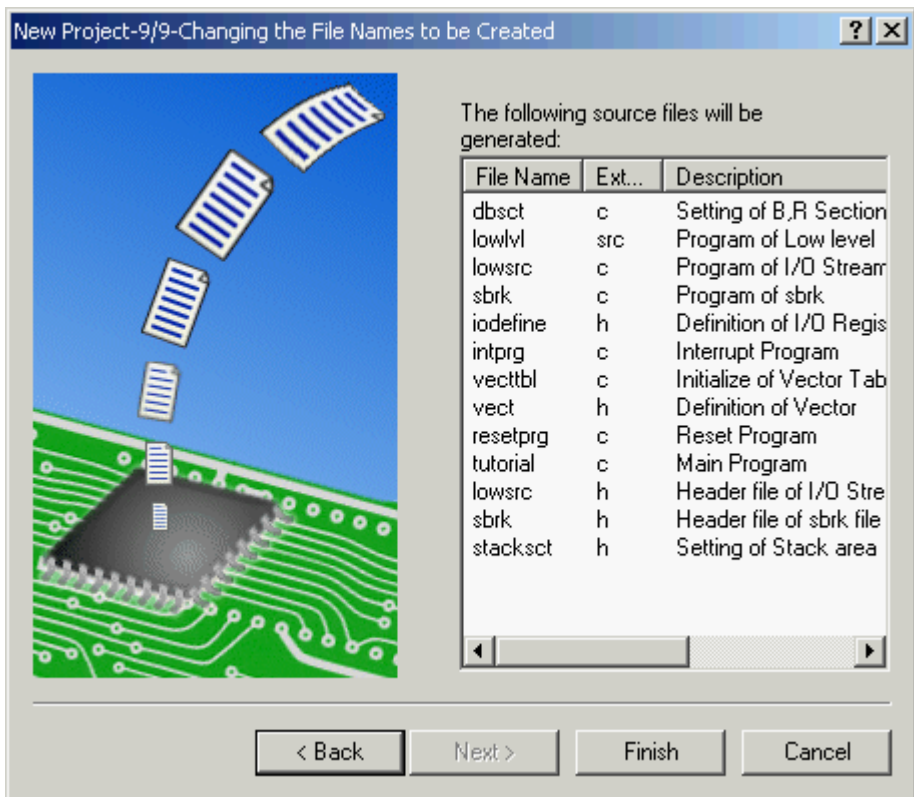 New Project-9/9-Changing the File Names to be Created
The following source files will be
generated:
File Name Ext... Description
dbsct c Setting of B,R Section
lowlvl src Program of Low level
lowsrc c Program of I/O Stream
sbrk c Program of sbrk
iodefine h Definition of I/O Regis
intprg c Interrupt Program
vecttbl c Initialize of Vector Tab
vect h Definition of Vector
resetprg c Reset Program
tutorial c Main Program
lowsrc h Header file of I/O Stre
sbrk h Header file of sbrk file
stacksct h Setting of Stack area
< Back Next > Finish Cancel